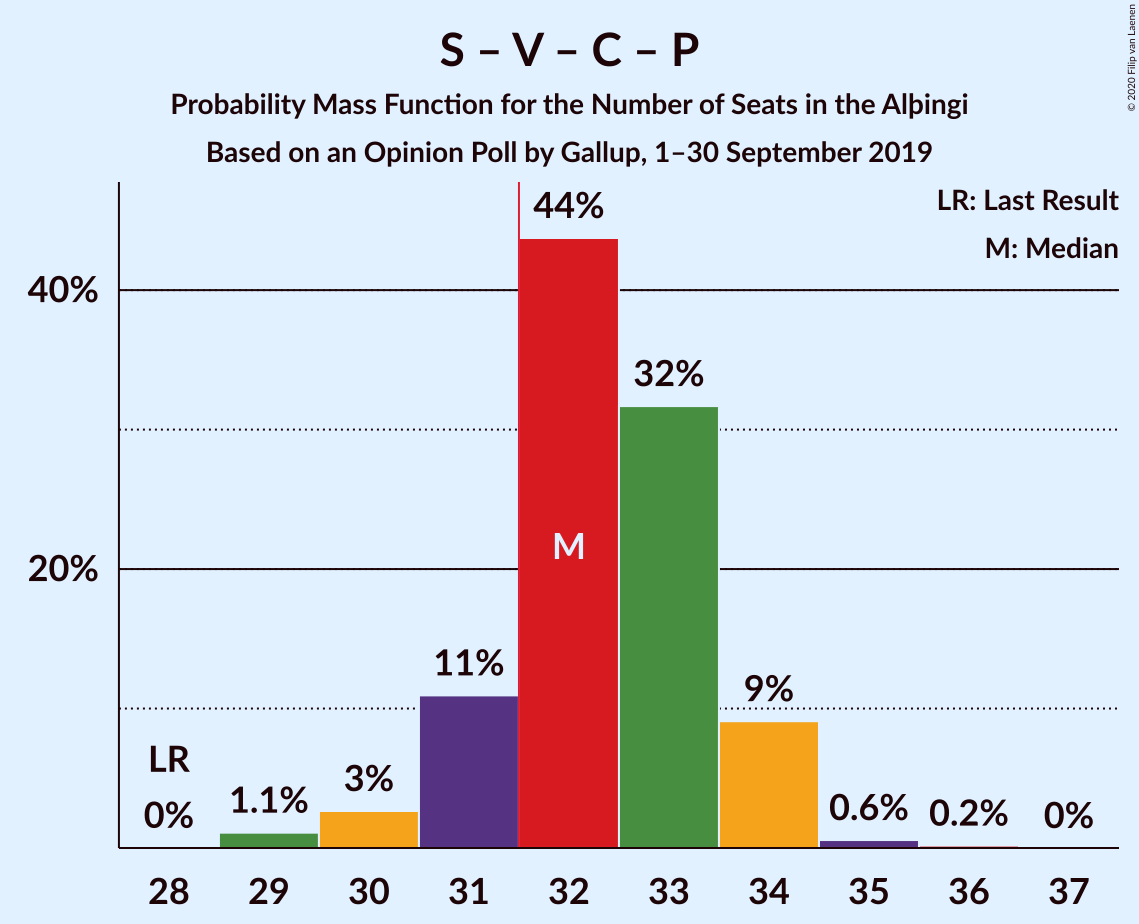 S – V – C – P
Probability Mass Function for the Number of Seats in the Alþingi
Based on an Opinion Poll by Gallup, 1–30 September 2019
© 2020 Filip van Laenen
LR: Last Result
M: Median
44%
40%
32%
M
20%
11%
9%
LR
0%
1.1%
3%
0.6%
0.2%
0%
28 29 30 31 32 33 34 35 36 37